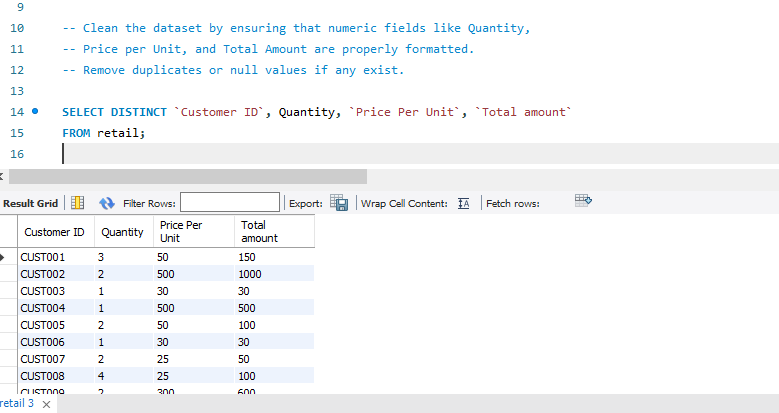 9
10 -- Clean the dataset by ensuring that numeric fields like Quantity,
11 -- Price per Unit, and Total Amount are properly formatted.
12 -- Remove duplicates or null values if any exist.
13
14 SELECT DISTINCT `Customer ID`, Quantity, `Price Per Unit`, `Total amount`
15 FROM retail;
16
Result Grid Filter Rows: Export: Wrap Cell Content: IA Fetch rows:
Customer ID Quantity Price Per Unit Total amount
CUST001 3 50 150
CUST002 2 500 1000
CUST003 1 30 30
CUST004 1 500 500
CUST005 2 50 100
CUST006 1 30 30
CUST007 2 25 50
CUST008 4 25 100
CUST009 2 300 600
retail 3